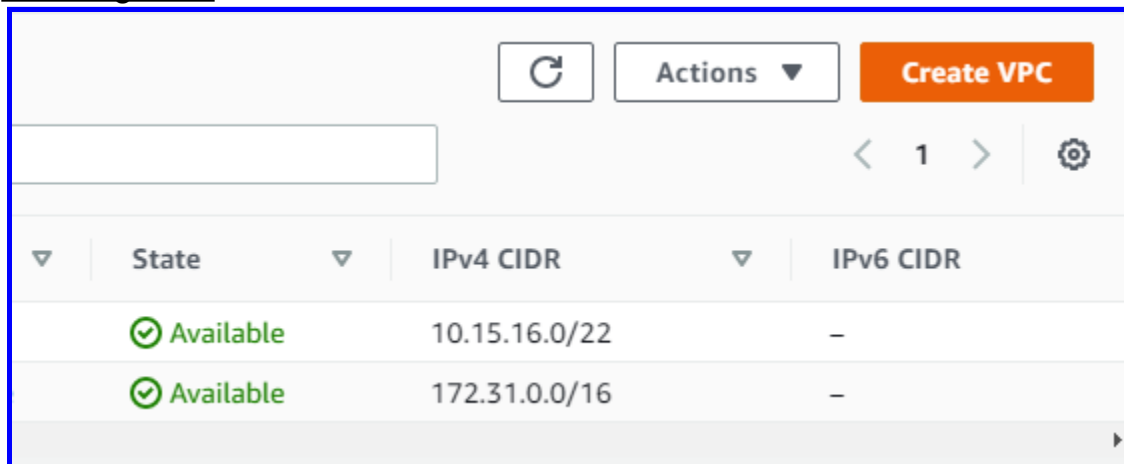 Actions Create VPC
1
State IPv4 CIDR IPv6 CIDR
Available 10.15.16.0/22 –
Available 172.31.0.0/16 –